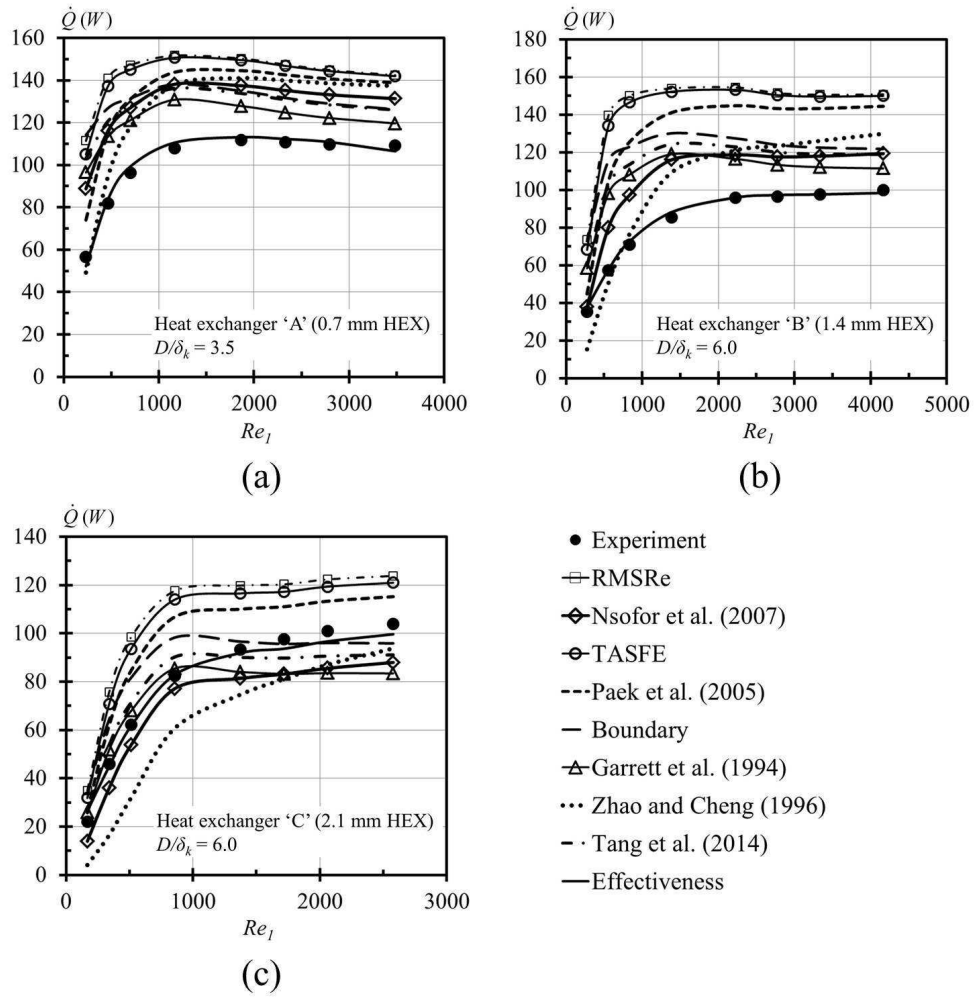 Q̇ (W)
160
140
120
100
80
60
40
20
0
0 1000 2000 3000 4000
Re₁
Heat exchanger ‘A’ (0.7 mm HEX)
D/δₖ = 3.5
(a)
Q̇ (W)
180
160
140
120
100
80
60
40
20
0
0 1000 2000 3000 4000 5000
Re₁
Heat exchanger ‘B’ (1.4 mm HEX)
D/δₖ = 6.0
(b)
Q̇ (W)
140
120
100
80
60
40
20
0
0 1000 2000 3000
Re₁
Heat exchanger ‘C’ (2.1 mm HEX)
D/δₖ = 6.0
(c)
Experiment
RMSRe
Nsofor et al. (2007)
TASFE
Paek et al. (2005)
Boundary
Garrett et al. (1994)
Zhao and Cheng (1996)
Tang et al. (2014)
Effectiveness